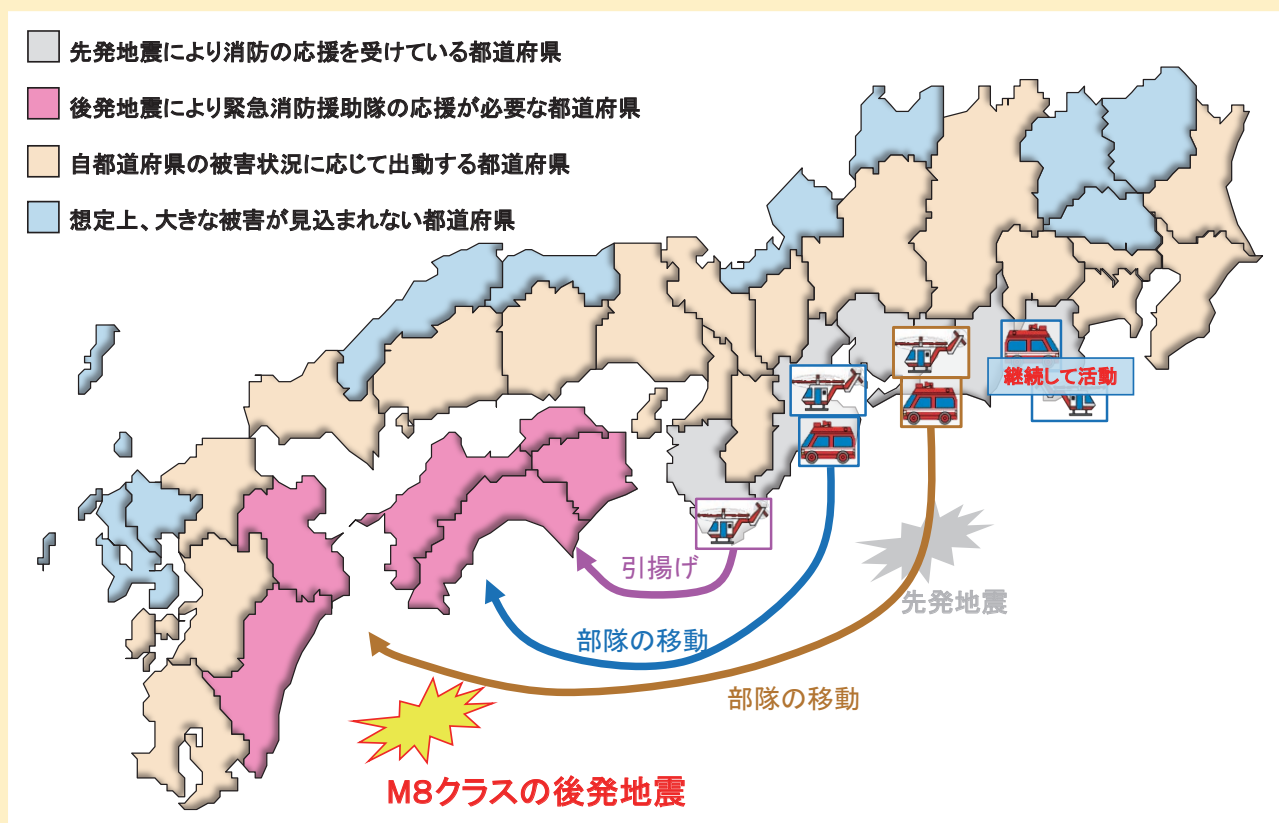 先発地震により消防の応援を受けている都道府県
後発地震により緊急消防援助隊の応援が必要な都道府県
自都道府県の被害状況に応じて出動する都道府県
想定上、大きな被害が見込まれない都道府県
継続して活動
引揚げ
先発地震
部隊の移動
部隊の移動
M8クラスの後発地震